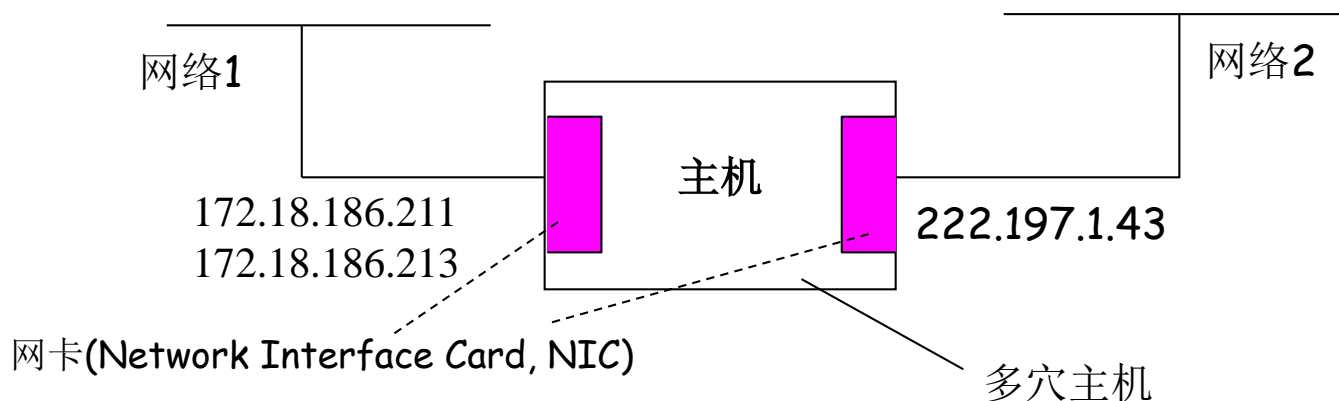 网络1
网络2
主机
172.18.186.211
172.18.186.213
222.197.1.43
网卡(Network Interface Card, NIC)
多穴主机